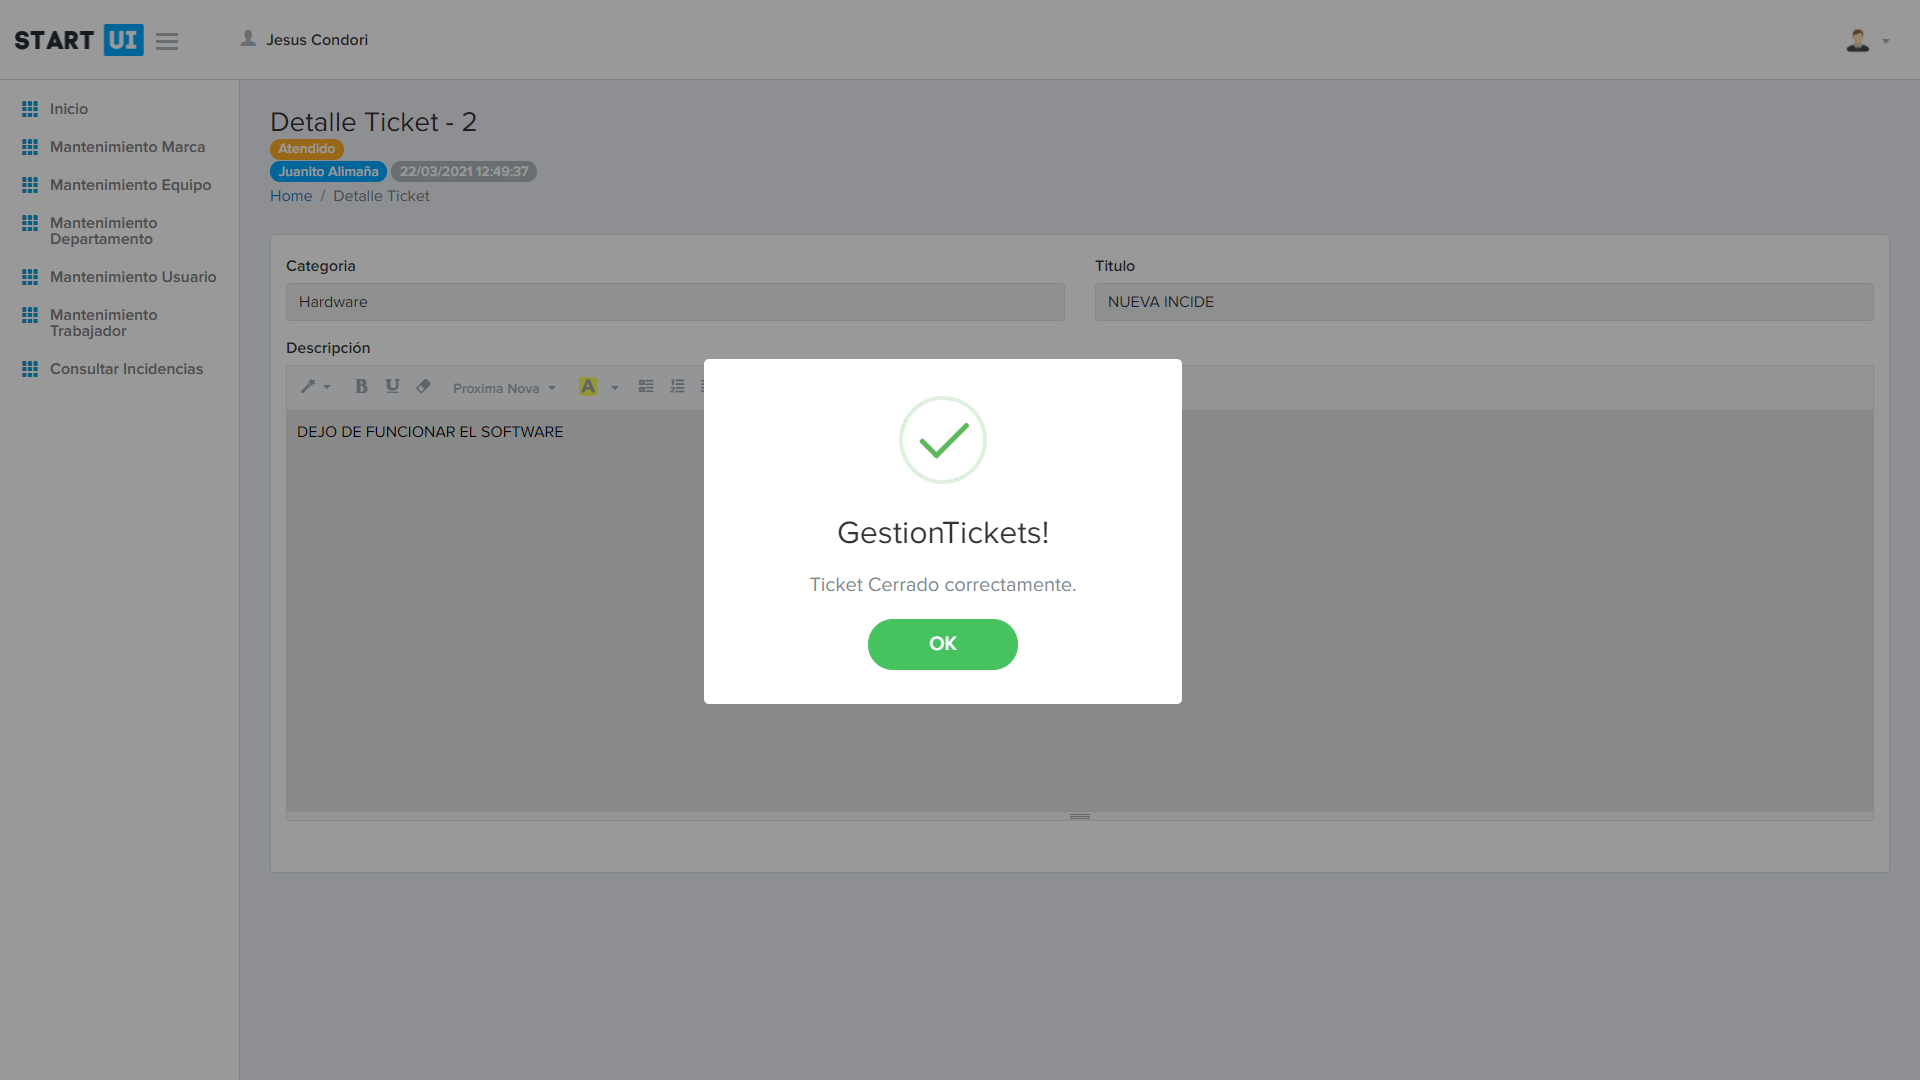 START UI
Jesus Condori
Inicio
Mantenimiento Marca
Mantenimiento Equipo
Mantenimiento
Departamento
Mantenimiento Usuario
Mantenimiento
Trabajador
Consultar Incidencias
Detalle Ticket - 2
Atendido
Juanito Alimaña 22/03/2021 12:49:37
Home / Detalle Ticket
Categoria
Hardware
Titulo
NUEVA INCIDE
Descripción
B U Proxima Nova A
DEJO DE FUNCIONAR EL SOFTWARE
GestionTickets!
Ticket Cerrado correctamente.
OK